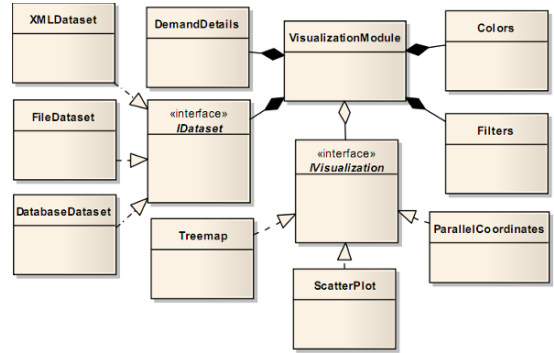 XMLDataset
DemandDetails
VisualizationModule
Colors
FileDataset
«interface»
IDataset
Filters
«interface»
IVisualization
DatabaseDataset
Treemap
ParallelCoordinates
ScatterPlot